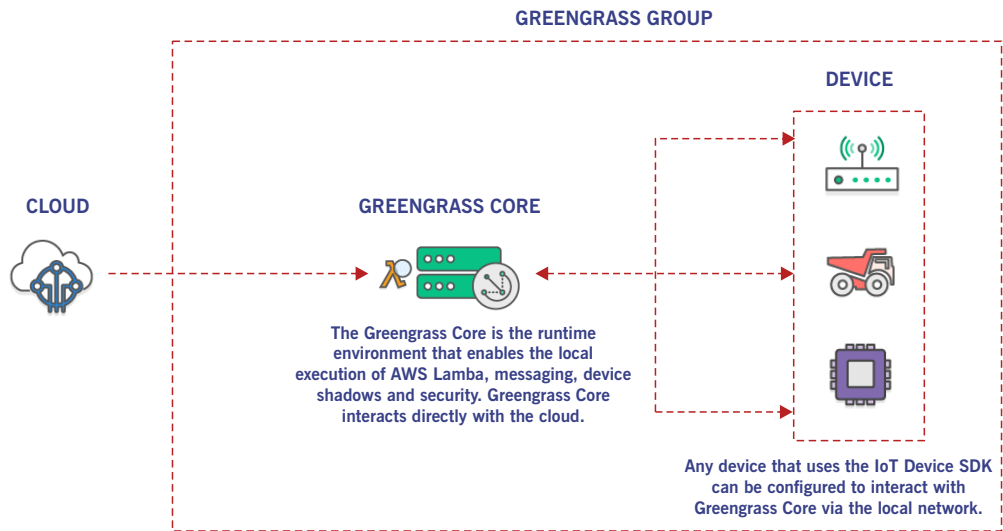 GREENGRASS GROUP
DEVICE
CLOUD
GREENGRASS CORE
The Greengrass Core is the runtime
environment that enables the local
execution of AWS Lamba, messaging, device
shadows and security. Greengrass Core
interacts directly with the cloud.
Any device that uses the IoT Device SDK
can be configured to interact with
Greengrass Core via the local network.